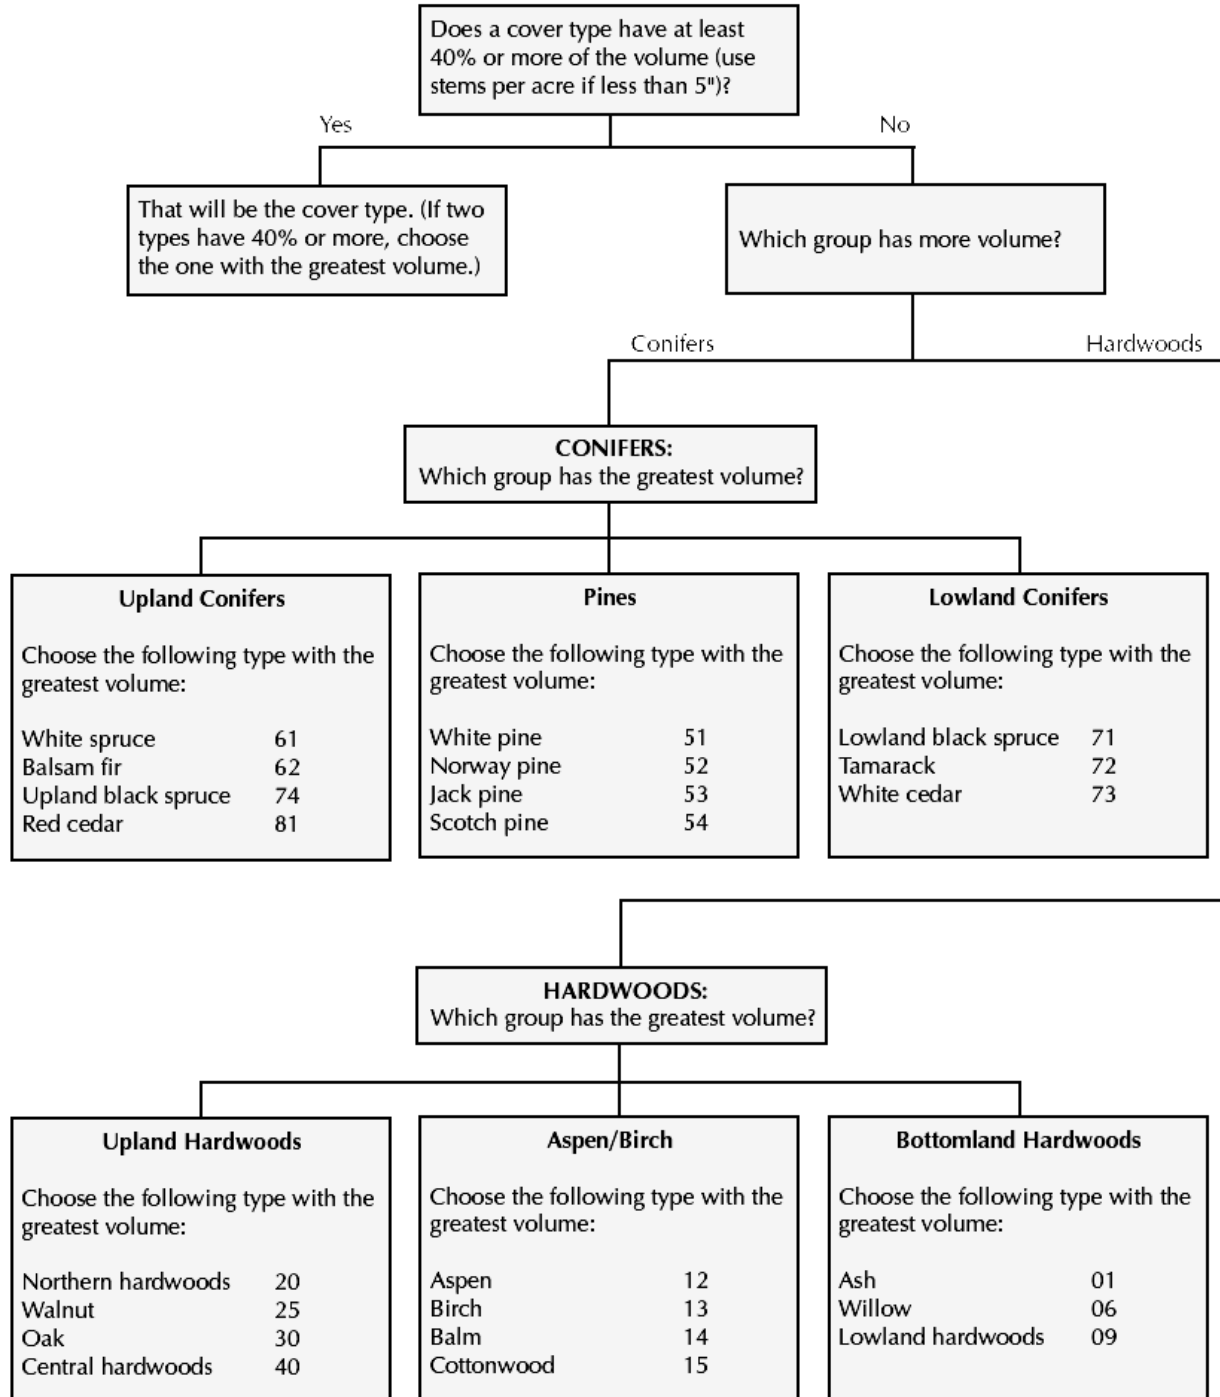 Does a cover type have at least
40% or more of the volume (use
stems per acre if less than 5")?
Yes
No
That will be the cover type. (If two
types have 40% or more, choose
the one with the greatest volume.)
Which group has more volume?
Conifers
Hardwoods
CONIFERS:
Which group has the greatest volume?
Upland Conifers
Choose the following type with the
greatest volume:
White spruce 61
Balsam fir 62
Upland black spruce 74
Red cedar 81
Pines
Choose the following type with the
greatest volume:
White pine 51
Norway pine 52
Jack pine 53
Scotch pine 54
Lowland Conifers
Choose the following type with the
greatest volume:
Lowland black spruce 71
Tamarack 72
White cedar 73
HARDWOODS:
Which group has the greatest volume?
Upland Hardwoods
Choose the following type with the
greatest volume:
Northern hardwoods 20
Walnut 25
Oak 30
Central hardwoods 40
Aspen/Birch
Choose the following type with the
greatest volume:
Aspen 12
Birch 13
Balm 14
Cottonwood 15
Bottomland Hardwoods
Choose the following type with the
greatest volume:
Ash 01
Willow 06
Lowland hardwoods 09